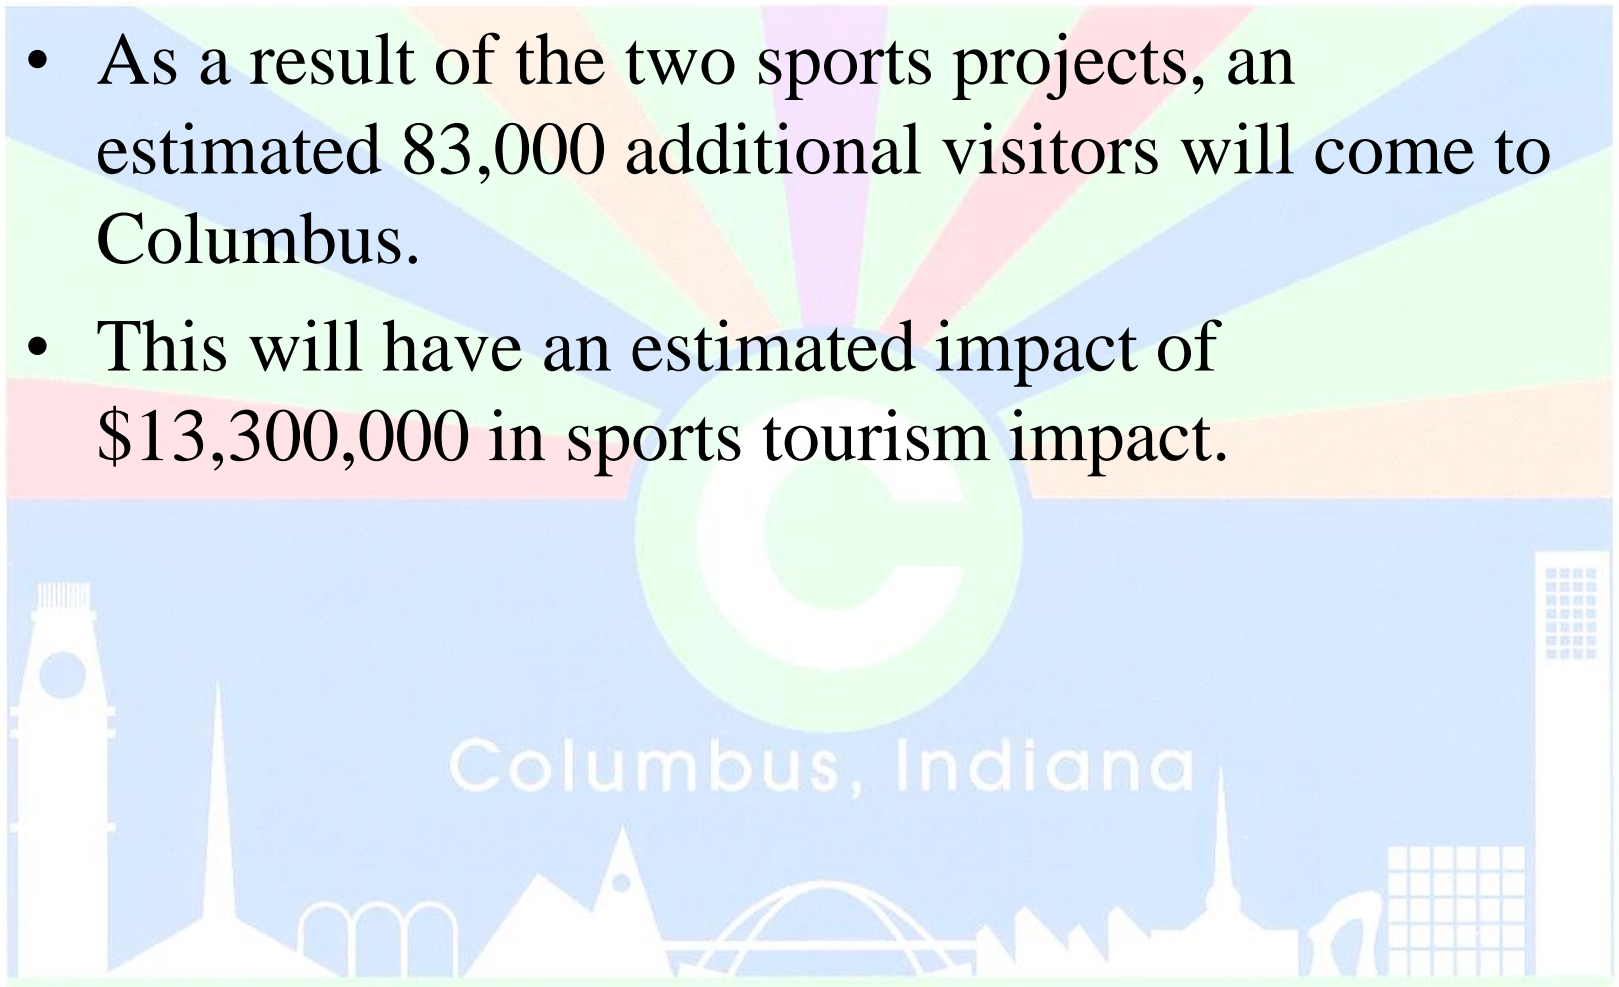 • As a result of the two sports projects, an
estimated 83,000 additional visitors will come to
Columbus.
• This will have an estimated impact of
$13,300,000 in sports tourism impact.
C
Columbus, Indiana